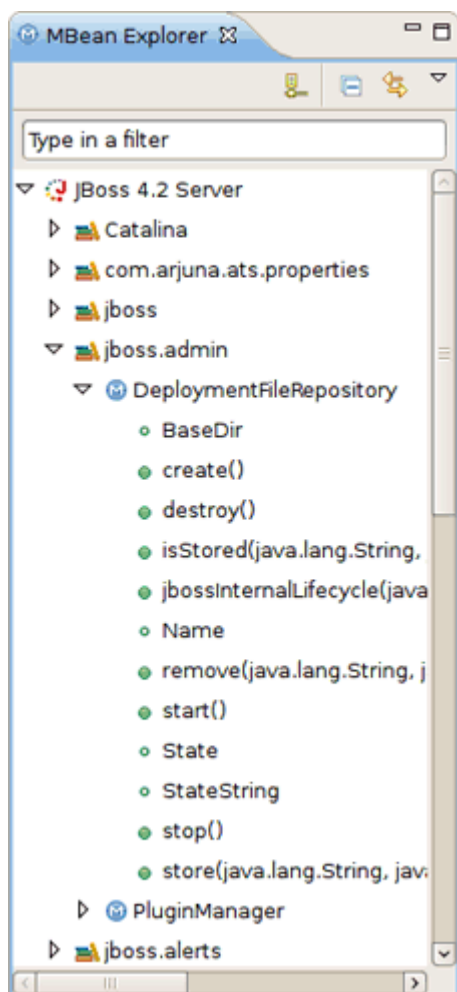 MBean Explorer
Type in a filter
JBoss 4.2 Server
Catalina
com.arjuna.ats.properties
jboss
jboss.admin
DeploymentFileRepository
BaseDir
create()
destroy()
isStored(java.lang.String,
jbossInternalLifecycle(java
Name
remove(java.lang.String, j
start()
State
StateString
stop()
store(java.lang.String, java
PluginManager
jboss.alerts